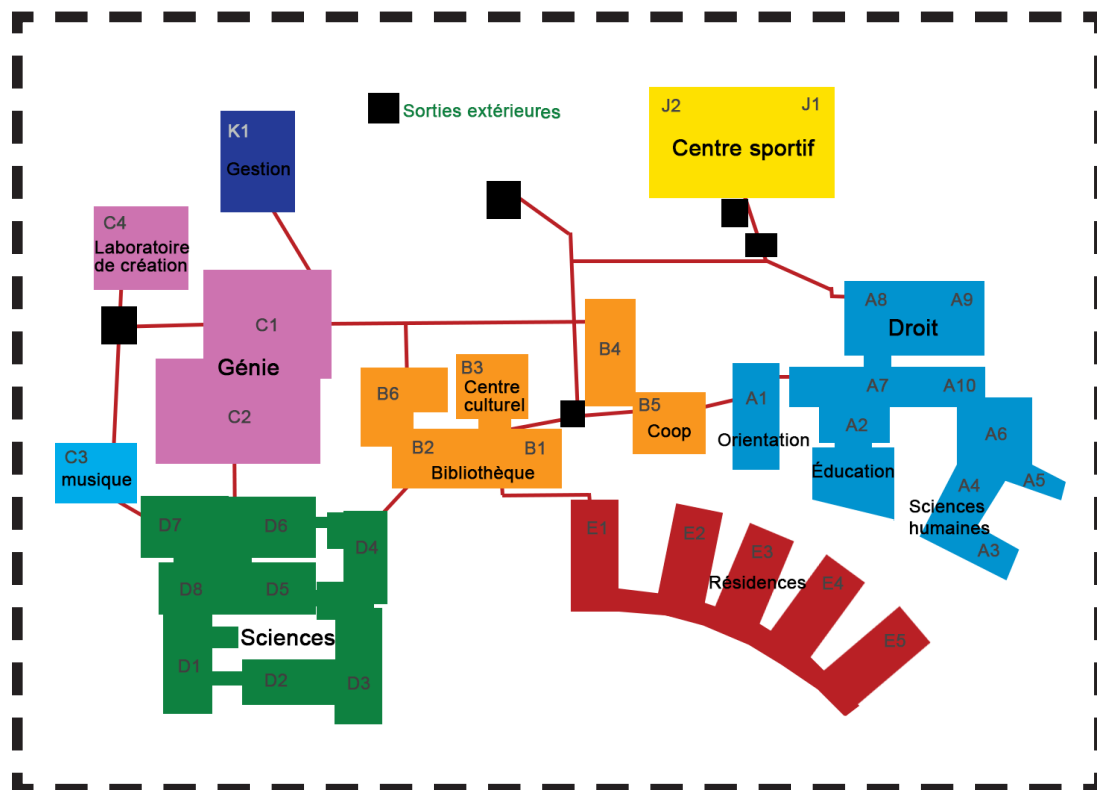 Sorties extérieures
J2
J1
Centre sportif
K1
Gestion
C4
Laboratoire
de création
C1
Génie
C2
C3
musique
B4
B3
Centre
culturel
B6
B5
Coop
B2
B1
Bibliothèque
A8
A9
Droit
A7
A10
A1
Orientation
A2
Éducation
A6
A5
A4
Sciences
humaines
A3
D7
D6
D4
D8
D5
Sciences
D1
D2
D3
E1
E2
E3
Résidences
E4
E5